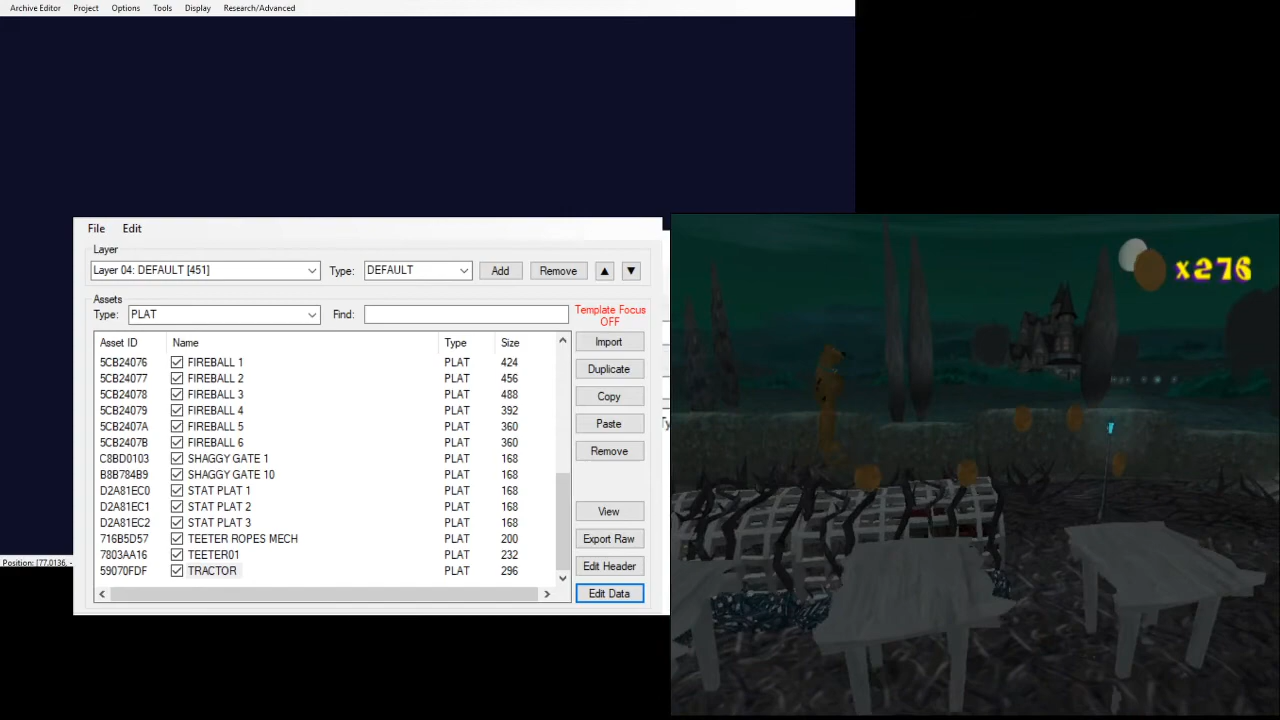 Archive Editor Project Options Tools Display Research/Advanced
File Edit
Layer
Layer 04: DEFAULT [451] Type: DEFAULT Add Remove ▲ ▼
Assets
Type: PLAT Find: Template Focus
OFF
Asset ID Name Type Size Import
5CB24076 FIREBALL 1 PLAT 424
5CB24077 FIREBALL 2 PLAT 456 Duplicate
5CB24078 FIREBALL 3 PLAT 488 Copy
5CB24079 FIREBALL 4 PLAT 392
5CB2407A FIREBALL 5 PLAT 360 Paste
5CB2407B FIREBALL 6 PLAT 360
C8BD0103 SHAGGY GATE 1 PLAT 168 Remove
B8B784B9 SHAGGY GATE 10 PLAT 168
D2A81EC0 STAT PLAT 1 PLAT 168
D2A81EC1 STAT PLAT 2 PLAT 168 View
D2A81EC2 STAT PLAT 3 PLAT 168
716B5D57 TEETER ROPES MECH PLAT 200 Export Raw
7803AA16 TEETER01 PLAT 232
59070FDF TRACTOR PLAT 296 Edit Header
Edit Data
Position: [77.0136, -
x276